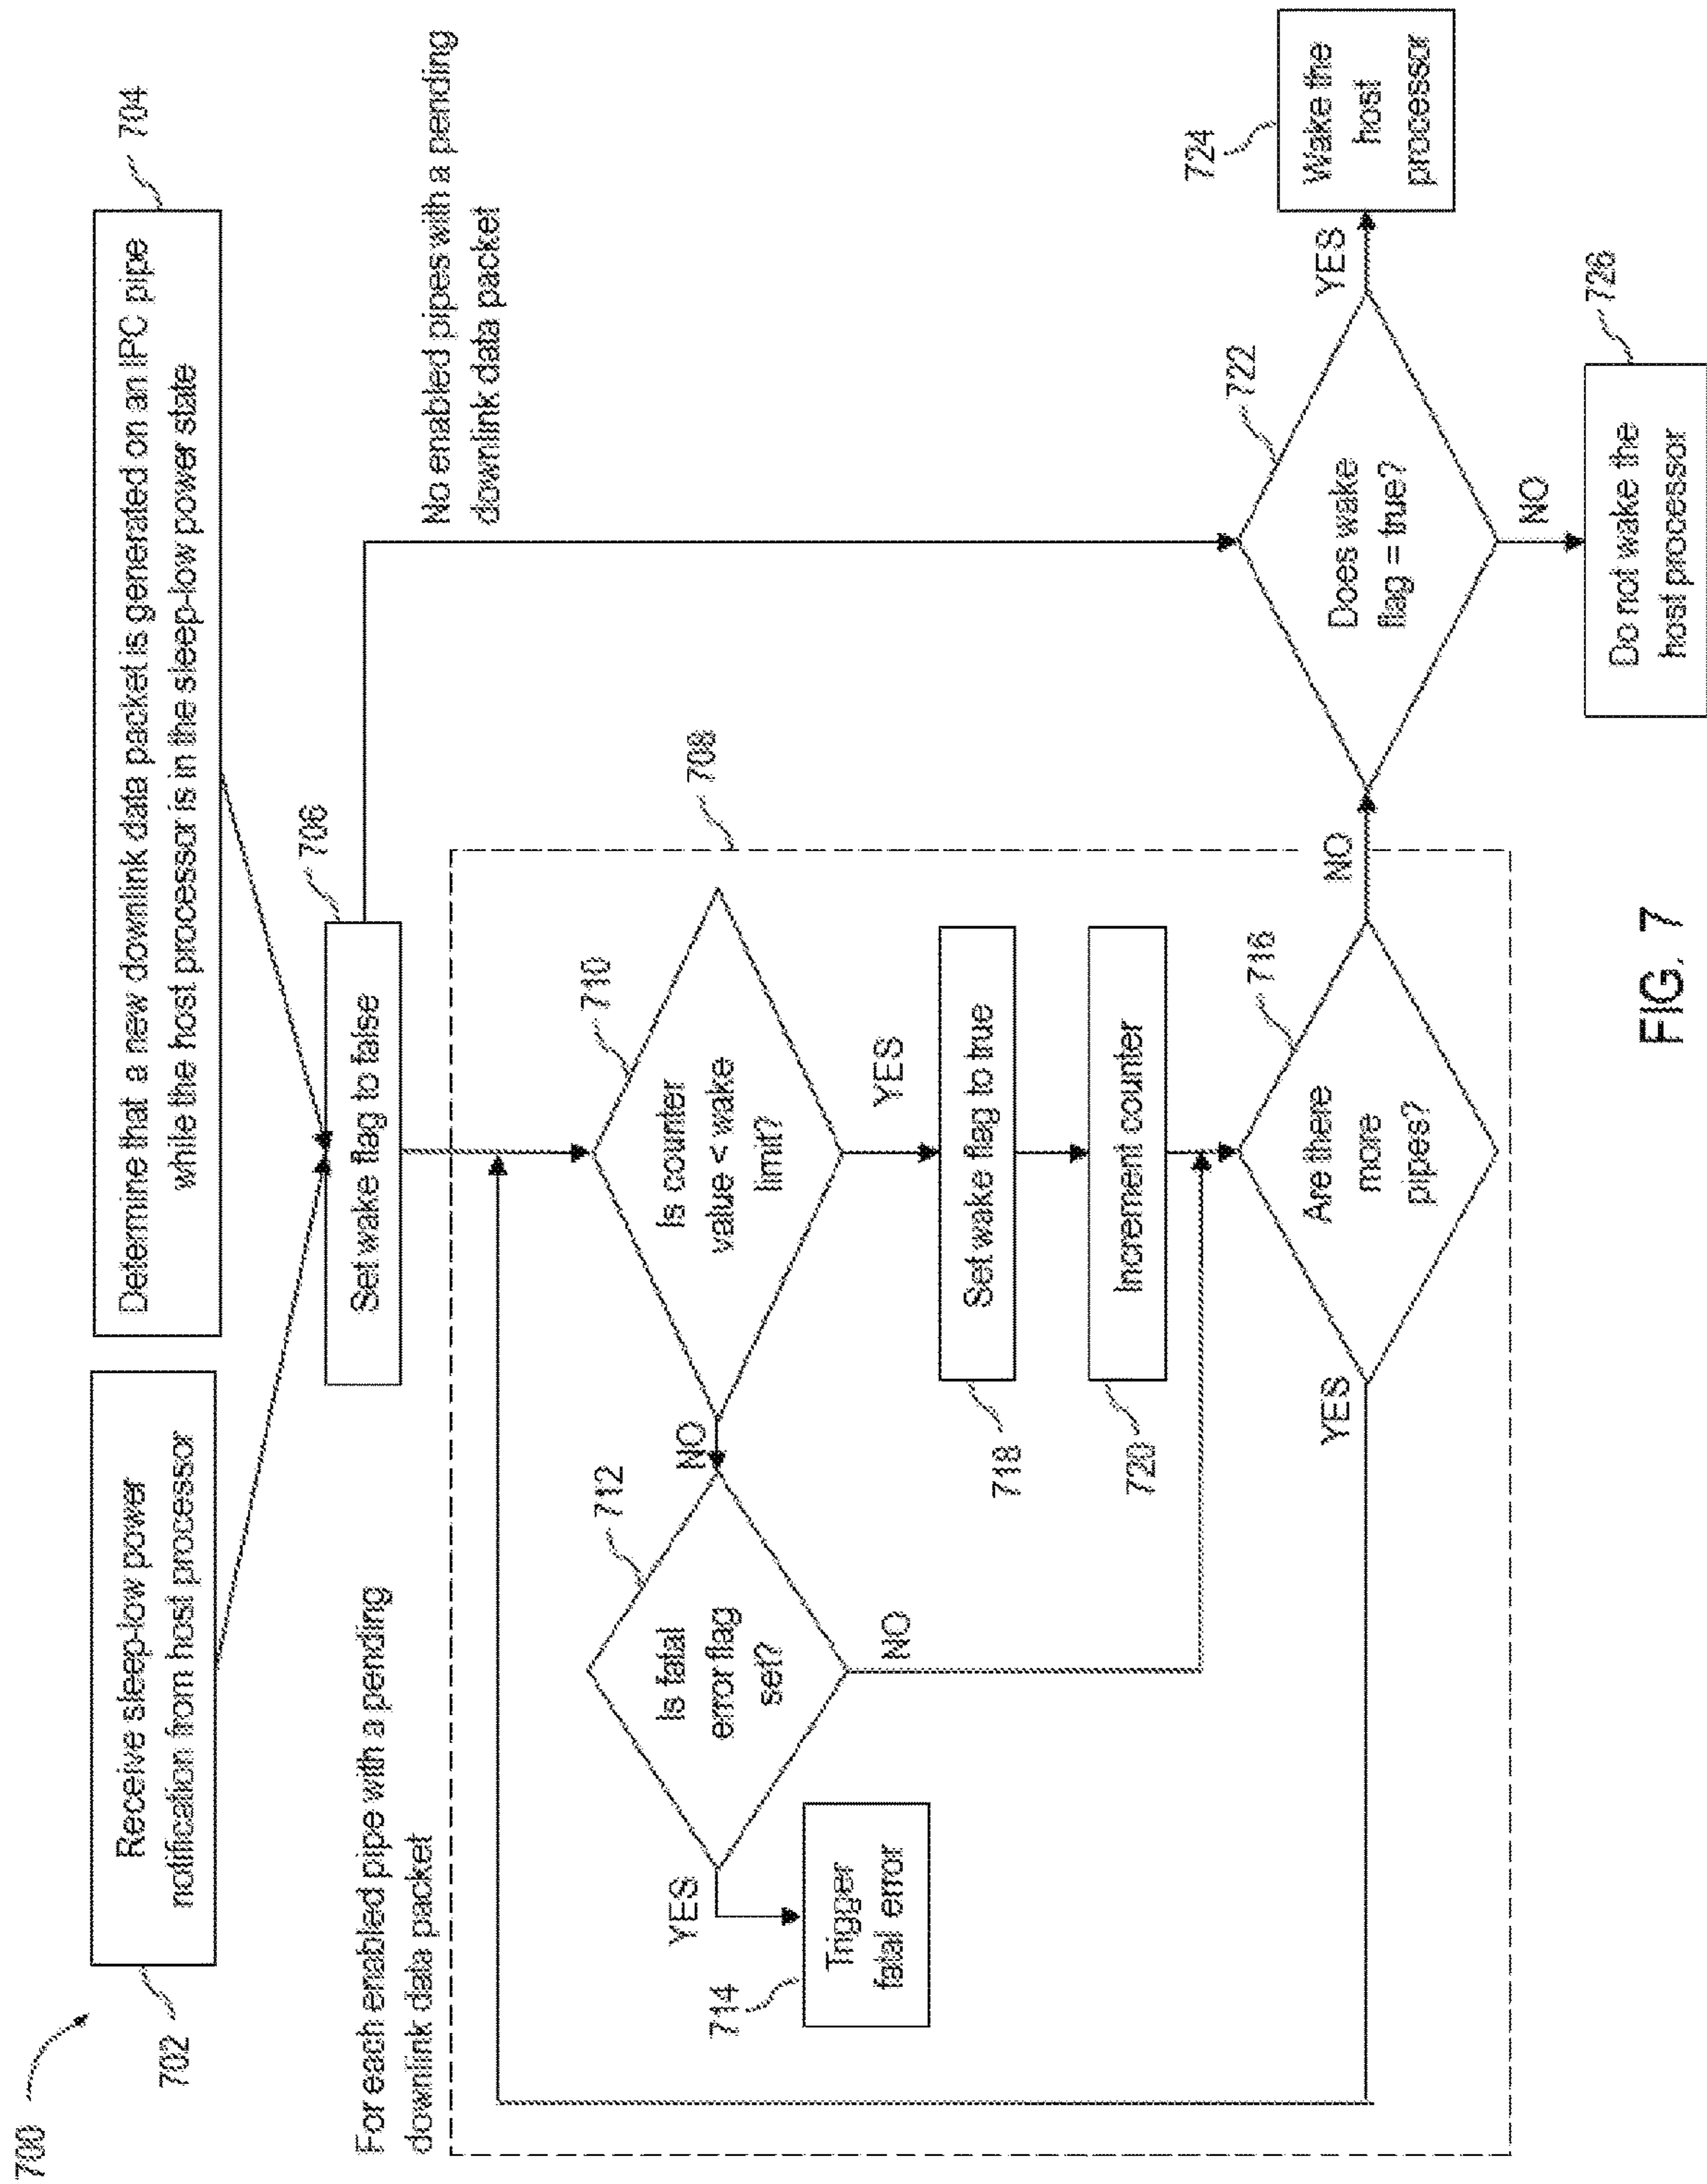 700
702
Receive sleep-low power
notification from host processor
704
Determine that a new downlink data packet is generated on an IPC pipe
while the host processor is in the sleep-low power state
706
Set wake flag to false
For each enabled pipe with a pending
downlink data packet
No enabled pipes with a pending
downlink data packet
708
710
Is counter
value < wake
limit?
NO
YES
712
Is fatal
error flag
set?
YES
NO
714
Trigger
fatal error
718
Set wake flag to true
720
Increment counter
716
Are there
more
pipes?
YES
NO
722
Does wake
flag = true?
YES
NO
724
Wake the
host
processor
726
Do not wake the
host processor
FIG. 7